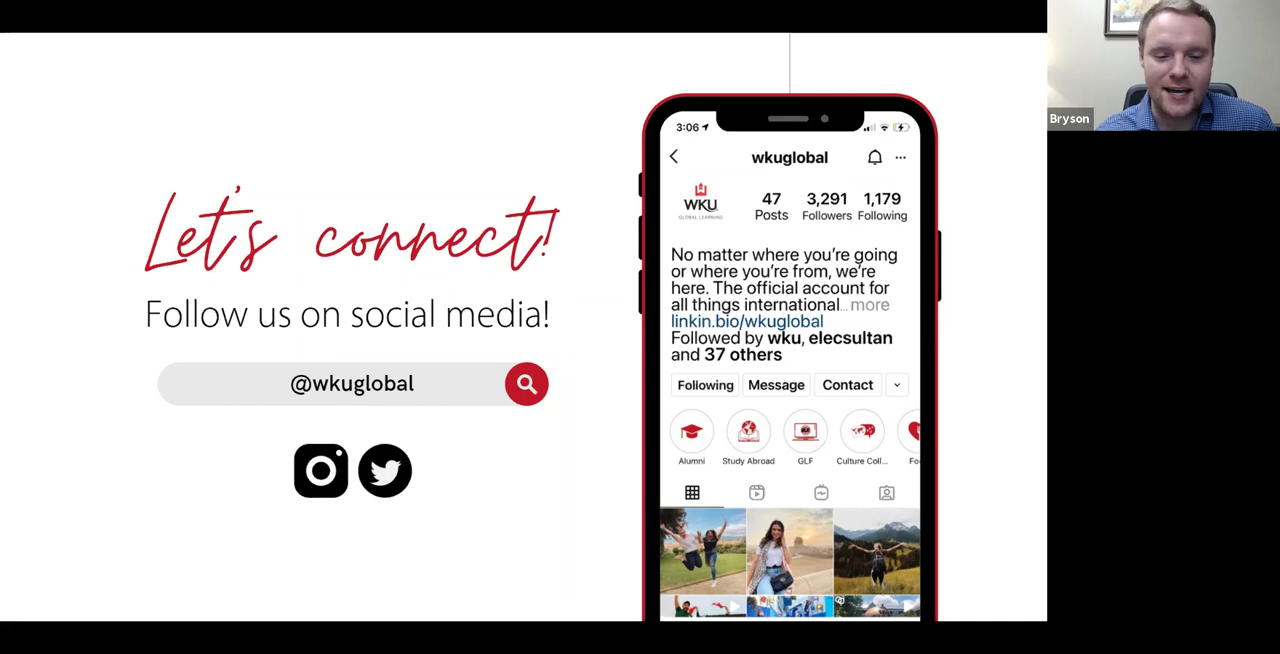 Let's connect!
Follow us on social media!
@wkuglobal
3:06
wkuglobal
WKU
GLOBAL LEARNING
47
Posts
3,291
Followers
1,179
Following
No matter where you're going
or where you're from, we're
here. The official account for
all things international... more
linkin.bio/wkuglobal
Followed by wku, elecsultan
and 37 others
Following
Message
Contact
Alumni
Study Abroad
GLF
Culture Coll...
Fo
Bryson